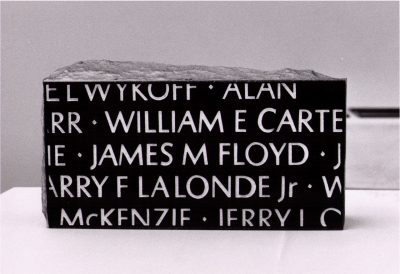 E L WYKOFF · ALAN
RR · WILLIAM E CARTE
IE · JAMES M FLOYD · J
ARRY F LALONDE Jr · W
McKENZIE · JERRY L